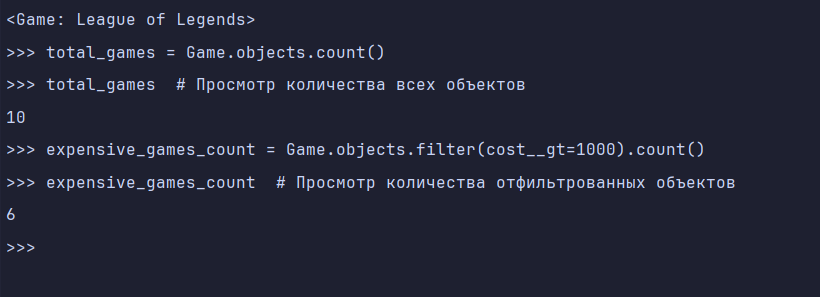 <Game: League of Legends>
>>> total_games = Game.objects.count()
>>> total_games  # Просмотр количества всех объектов
10
>>> expensive_games_count = Game.objects.filter(cost__gt=1000).count()
>>> expensive_games_count  # Просмотр количества отфильтрованных объектов
6
>>>